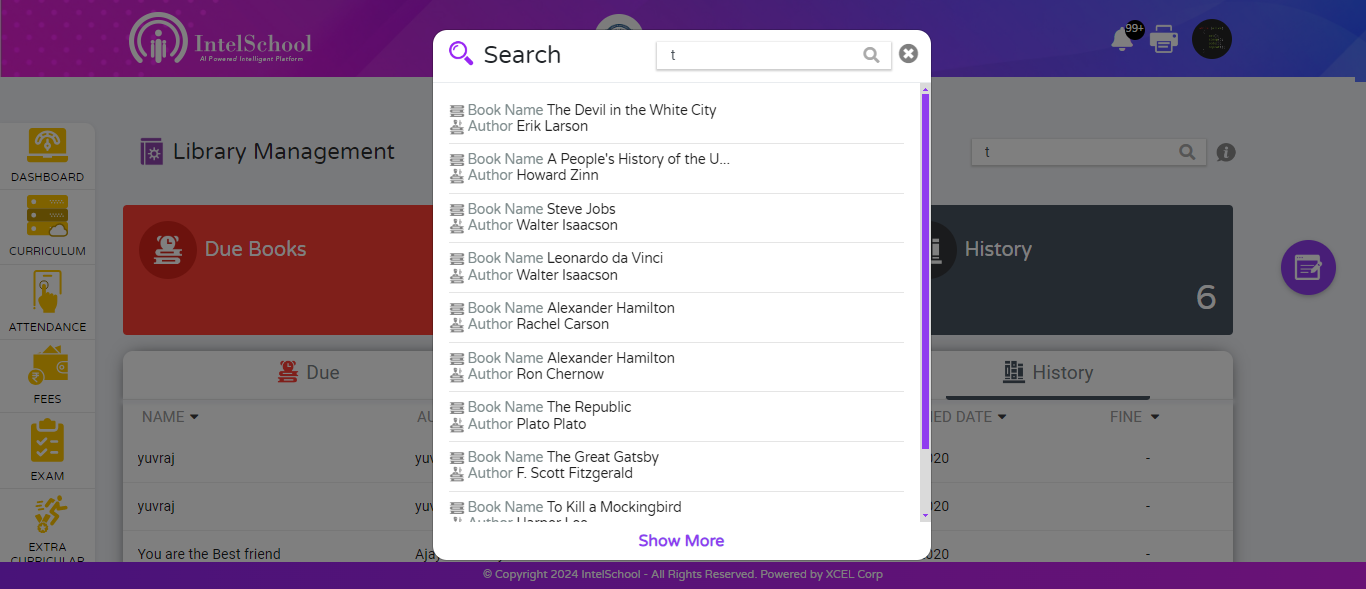 IntelSchool
AI Powered Intelligent Platform
99+
Search
t
Book Name The Devil in the White City
Author Erik Larson
Book Name A People's History of the U...
Author Howard Zinn
Book Name Steve Jobs
Author Walter Isaacson
Book Name Leonardo da Vinci
Author Walter Isaacson
Book Name Alexander Hamilton
Author Rachel Carson
Book Name Alexander Hamilton
Author Ron Chernow
Book Name The Republic
Author Plato Plato
Book Name The Great Gatsby
Author F. Scott Fitzgerald
Book Name To Kill a Mockingbird
Author Harper Lee
Show More
DASHBOARD
CURRICULUM
ATTENDANCE
FEES
EXAM
EXTRA
CURRICULAR
Library Management
t
Due Books
History
6
Due
History
NAME
AU
ED DATE
FINE
yuvraj
yuv
020
-
yuvraj
yuv
020
-
You are the Best friend
Ajay
020
-
© Copyright 2024 IntelSchool - All Rights Reserved. Powered by XCEL Corp